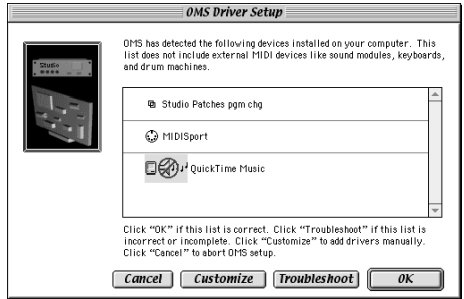 OMS Driver Setup
Studio
OMS has detected the following devices installed on your computer. This
list does not include external MIDI devices like sound modules, keyboards,
and drum machines.
Studio Patches pgm chg
MIDISport
QuickTime Music
Click “OK” if this list is correct. Click “Troubleshoot” if this list is
incorrect or incomplete. Click “Customize” to add drivers manually.
Click “Cancel” to abort OMS setup.
Cancel Customize Troubleshoot OK